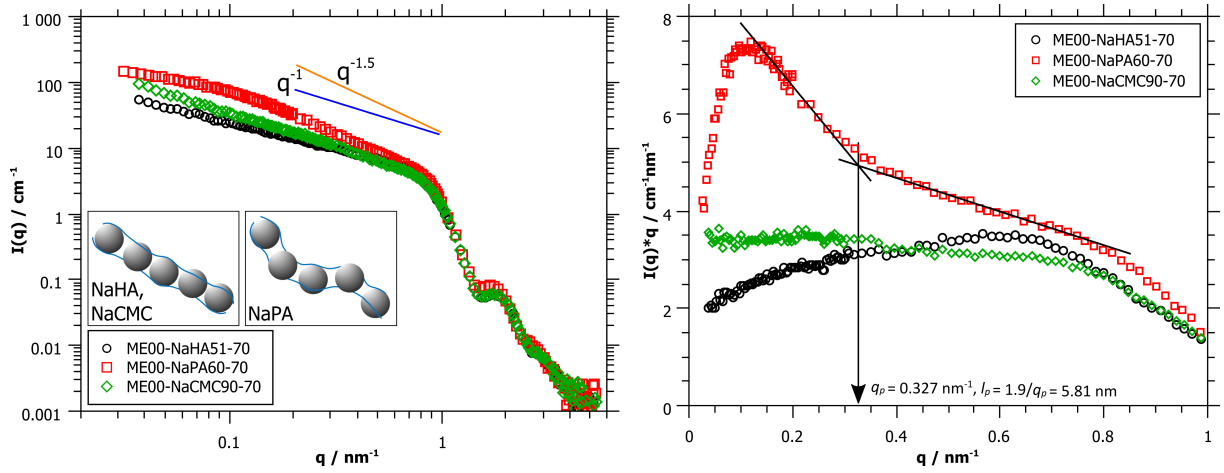 I(q) / cm⁻¹
1 000
100
10
1
0.1
0.01
0.001
q⁻¹
q⁻¹·⁵
NaHA,
NaCMC
NaPA
ME00-NaHA51-70
ME00-NaPA60-70
ME00-NaCMC90-70
0.1
1
q / nm⁻¹
I(q)*q / cm⁻¹nm⁻¹
8
6
4
2
0
ME00-NaHA51-70
ME00-NaPA60-70
ME00-NaCMC90-70
qₚ = 0.327 nm⁻¹, lₚ = 1.9/qₚ = 5.81 nm
0
0.2
0.4
0.6
0.8
1
q / nm⁻¹